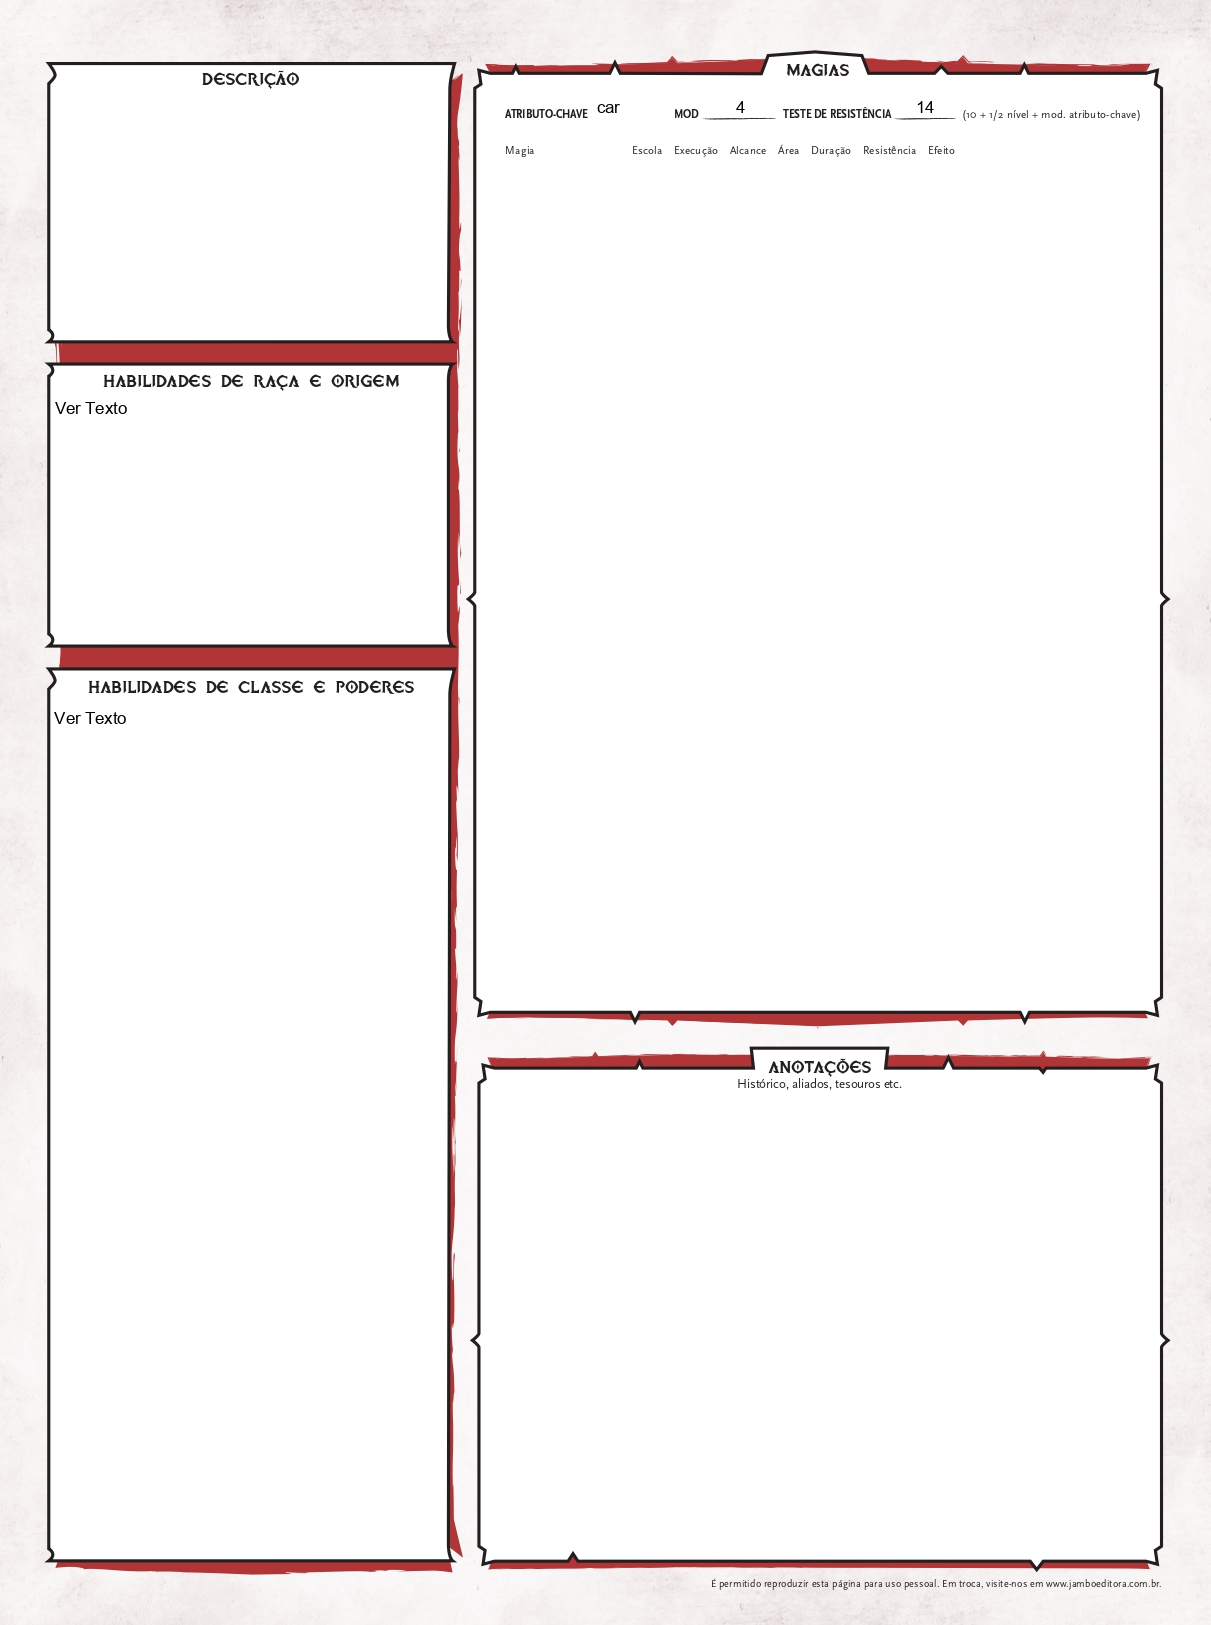 DESCRIÇÃO
HABILIDADES DE RAÇA E ORIGEM
Ver Texto
HABILIDADES DE CLASSE E PODERES
Ver Texto
MAGIAS
ATRIBUTO-CHAVE car MOD 4 TESTE DE RESISTÊNCIA 14 (10 + 1/2 nível + mod. atributo-chave)
Magia Escola Execução Alcance Área Duração Resistência Efeito
ANOTAÇÕES
Histórico, aliados, tesouros etc.
É permitido reproduzir esta página para uso pessoal. Em troca, visite-nos em www.jamboeditora.com.br.